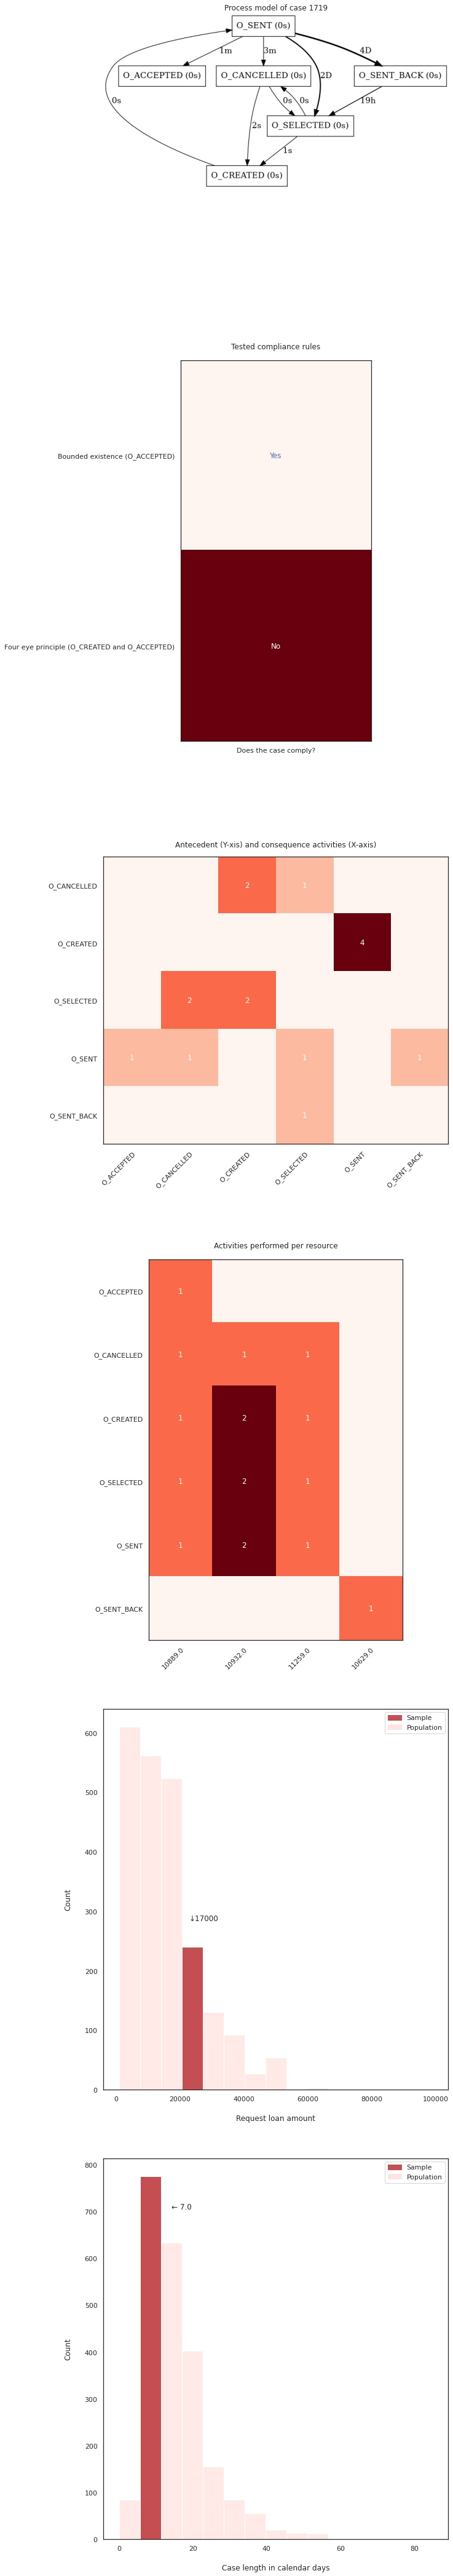 Process model of case 1719
O_SENT (0s)
1m
3m
4D
O_ACCEPTED (0s)
O_CANCELLED (0s)
2D
O_SENT_BACK (0s)
0s
0s
0s
19h
2s
O_SELECTED (0s)
1s
O_CREATED (0s)
Tested compliance rules
Bounded existence (O_ACCEPTED)
Yes
Four eye principle (O_CREATED and O_ACCEPTED)
No
Does the case comply?
Antecedent (Y-xis) and consequence activities (X-axis)
O_CANCELLED
2
1
O_CREATED
4
O_SELECTED
2
2
O_SENT
1
1
1
1
O_SENT_BACK
1
O_ACCEPTED
O_CANCELLED
O_CREATED
O_SELECTED
O_SENT
O_SENT_BACK
Activities performed per resource
O_ACCEPTED
1
O_CANCELLED
1
1
1
O_CREATED
1
2
1
O_SELECTED
1
2
1
O_SENT
1
2
1
O_SENT_BACK
1
10889.0
10932.0
11259.0
10629.0
Sample
Population
600
500
400
300
200
100
0
Count
↓17000
0
20000
40000
60000
80000
100000
Request loan amount
Sample
Population
800
700
600
500
400
300
200
100
0
Count
← 7.0
0
20
40
60
80
Case length in calendar days